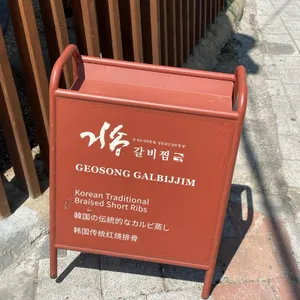 거송
갈비찜
GEOSONG GALBIJJIM
Korean Traditional
Braised Short Ribs
韓国の伝統的なカルビ蒸し
韩国传统红烧排骨